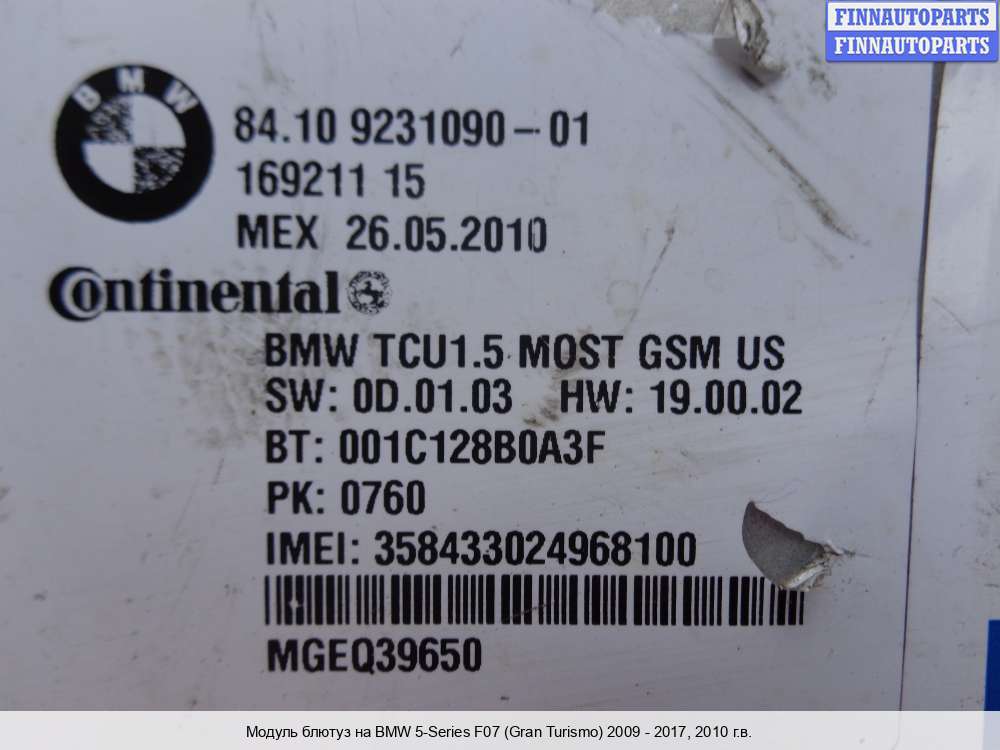 FINNAUTOPARTS
FINNAUTOPARTS
BMW
84.10 9231090-01
169211 15
MEX 26.05.2010
Continental
BMW TCU1.5 MOST GSM US
SW: 0D.01.03 HW: 19.00.02
BT: 001C128B0A3F
PK: 0760
IMEI: 358433024968100
MGEQ39650
Модуль блютуз на BMW 5-Series F07 (Gran Turismo) 2009 - 2017, 2010 г.в.